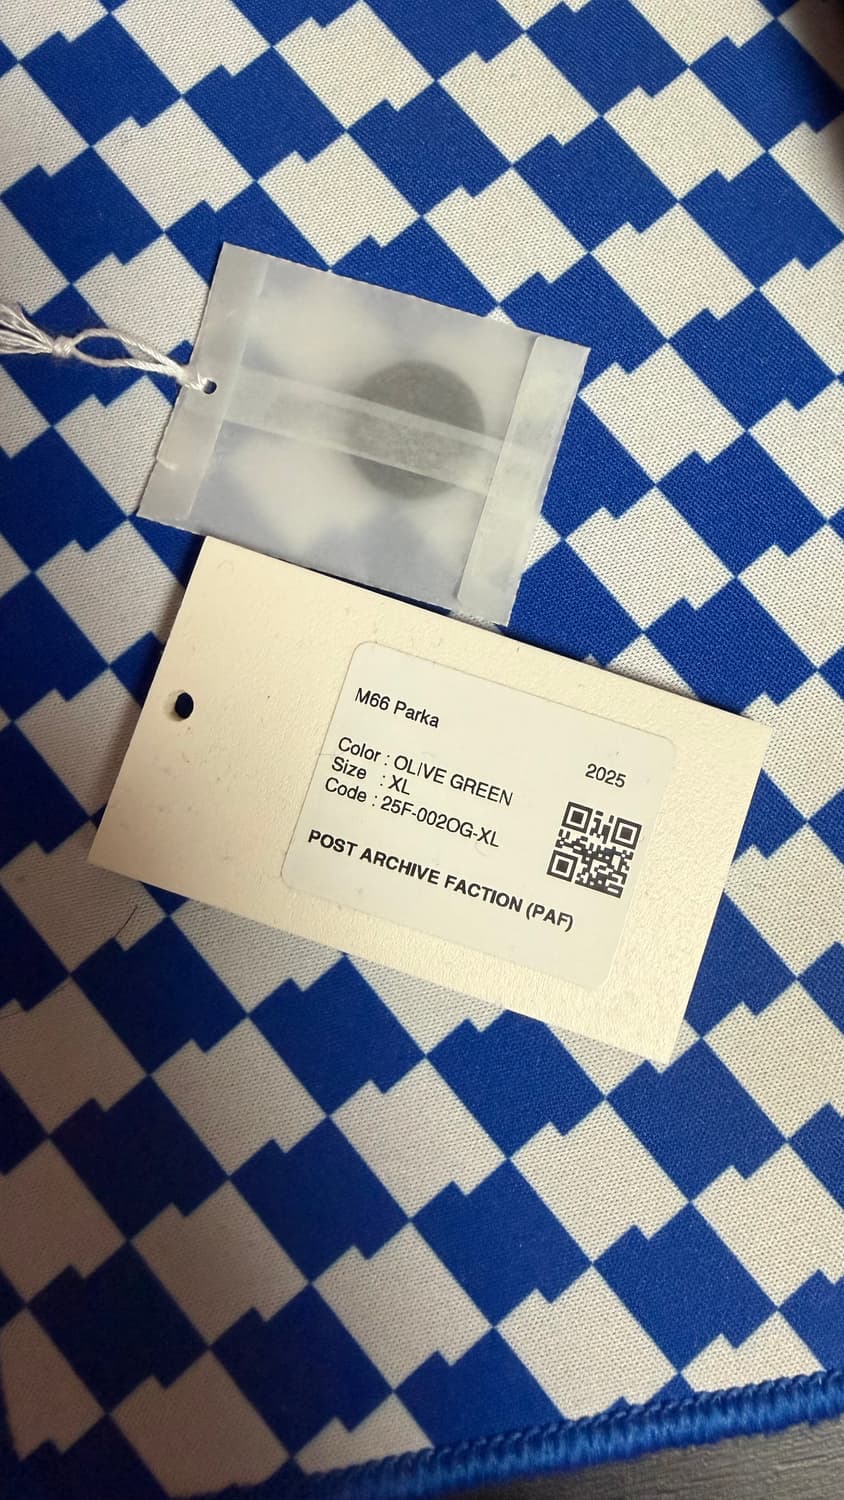 M66 Parka
2025
Color : OLIVE GREEN
Size : XL
Code : 25F-002OG-XL
POST ARCHIVE FACTION (PAF)